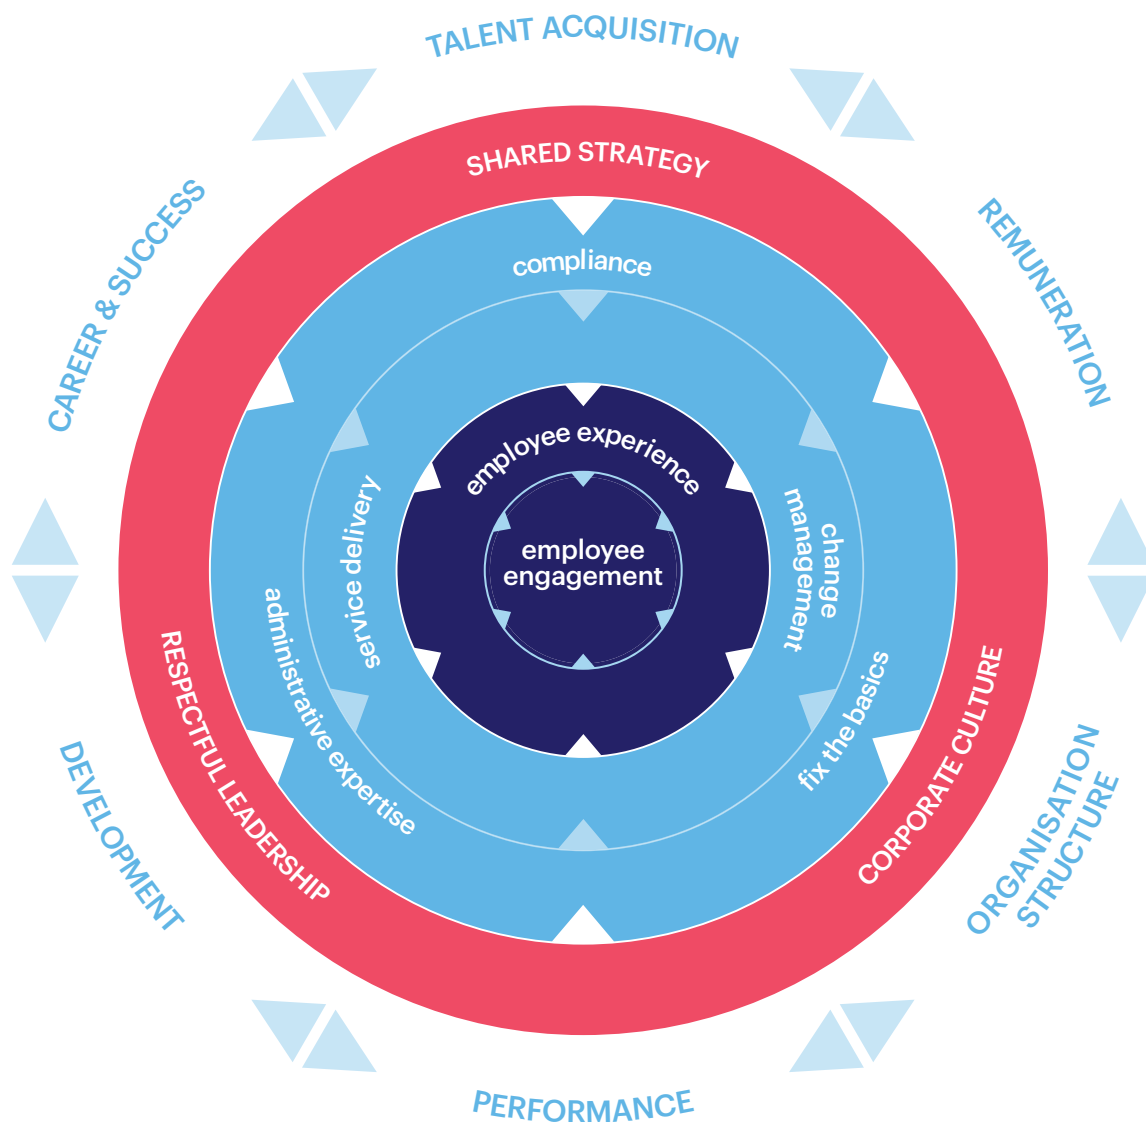 TALENT ACQUISITION
REMUNERATION
ORGANISATION
STRUCTURE
PERFORMANCE
DEVELOPMENT
CAREER & SUCCESS
SHARED STRATEGY
CORPORATE CULTURE
RESPECTFUL LEADERSHIP
compliance
fix the basics
administrative expertise
change
management
service delivery
employee experience
employee
engagement